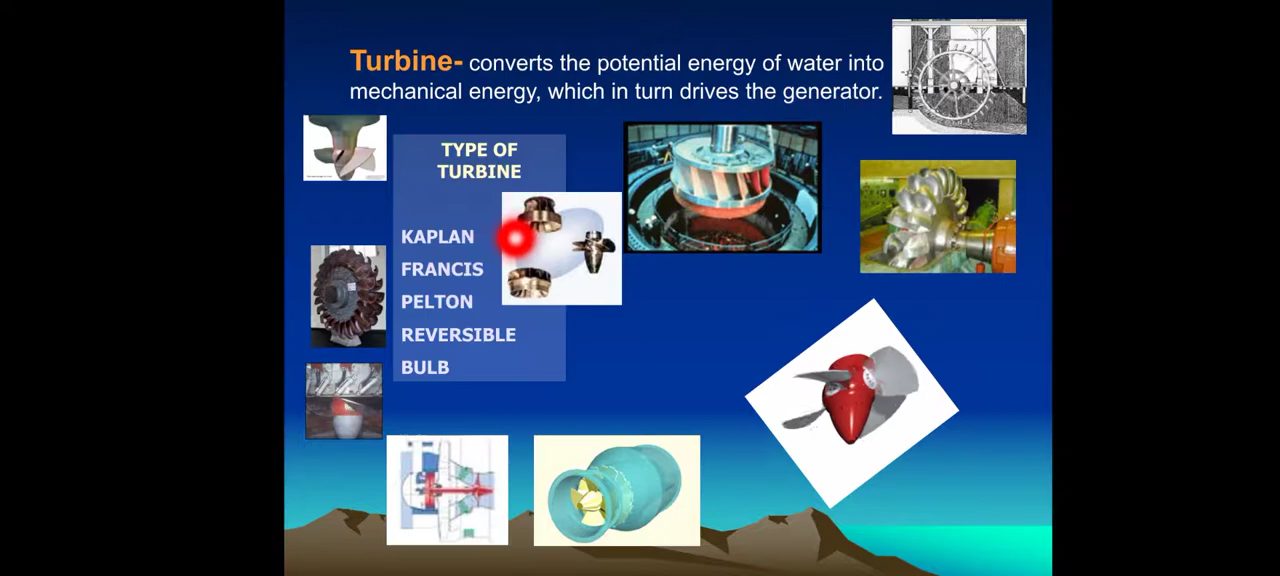 Turbine- converts the potential energy of water into
mechanical energy, which in turn drives the generator.
TYPE OF
TURBINE
KAPLAN
FRANCIS
PELTON
REVERSIBLE
BULB